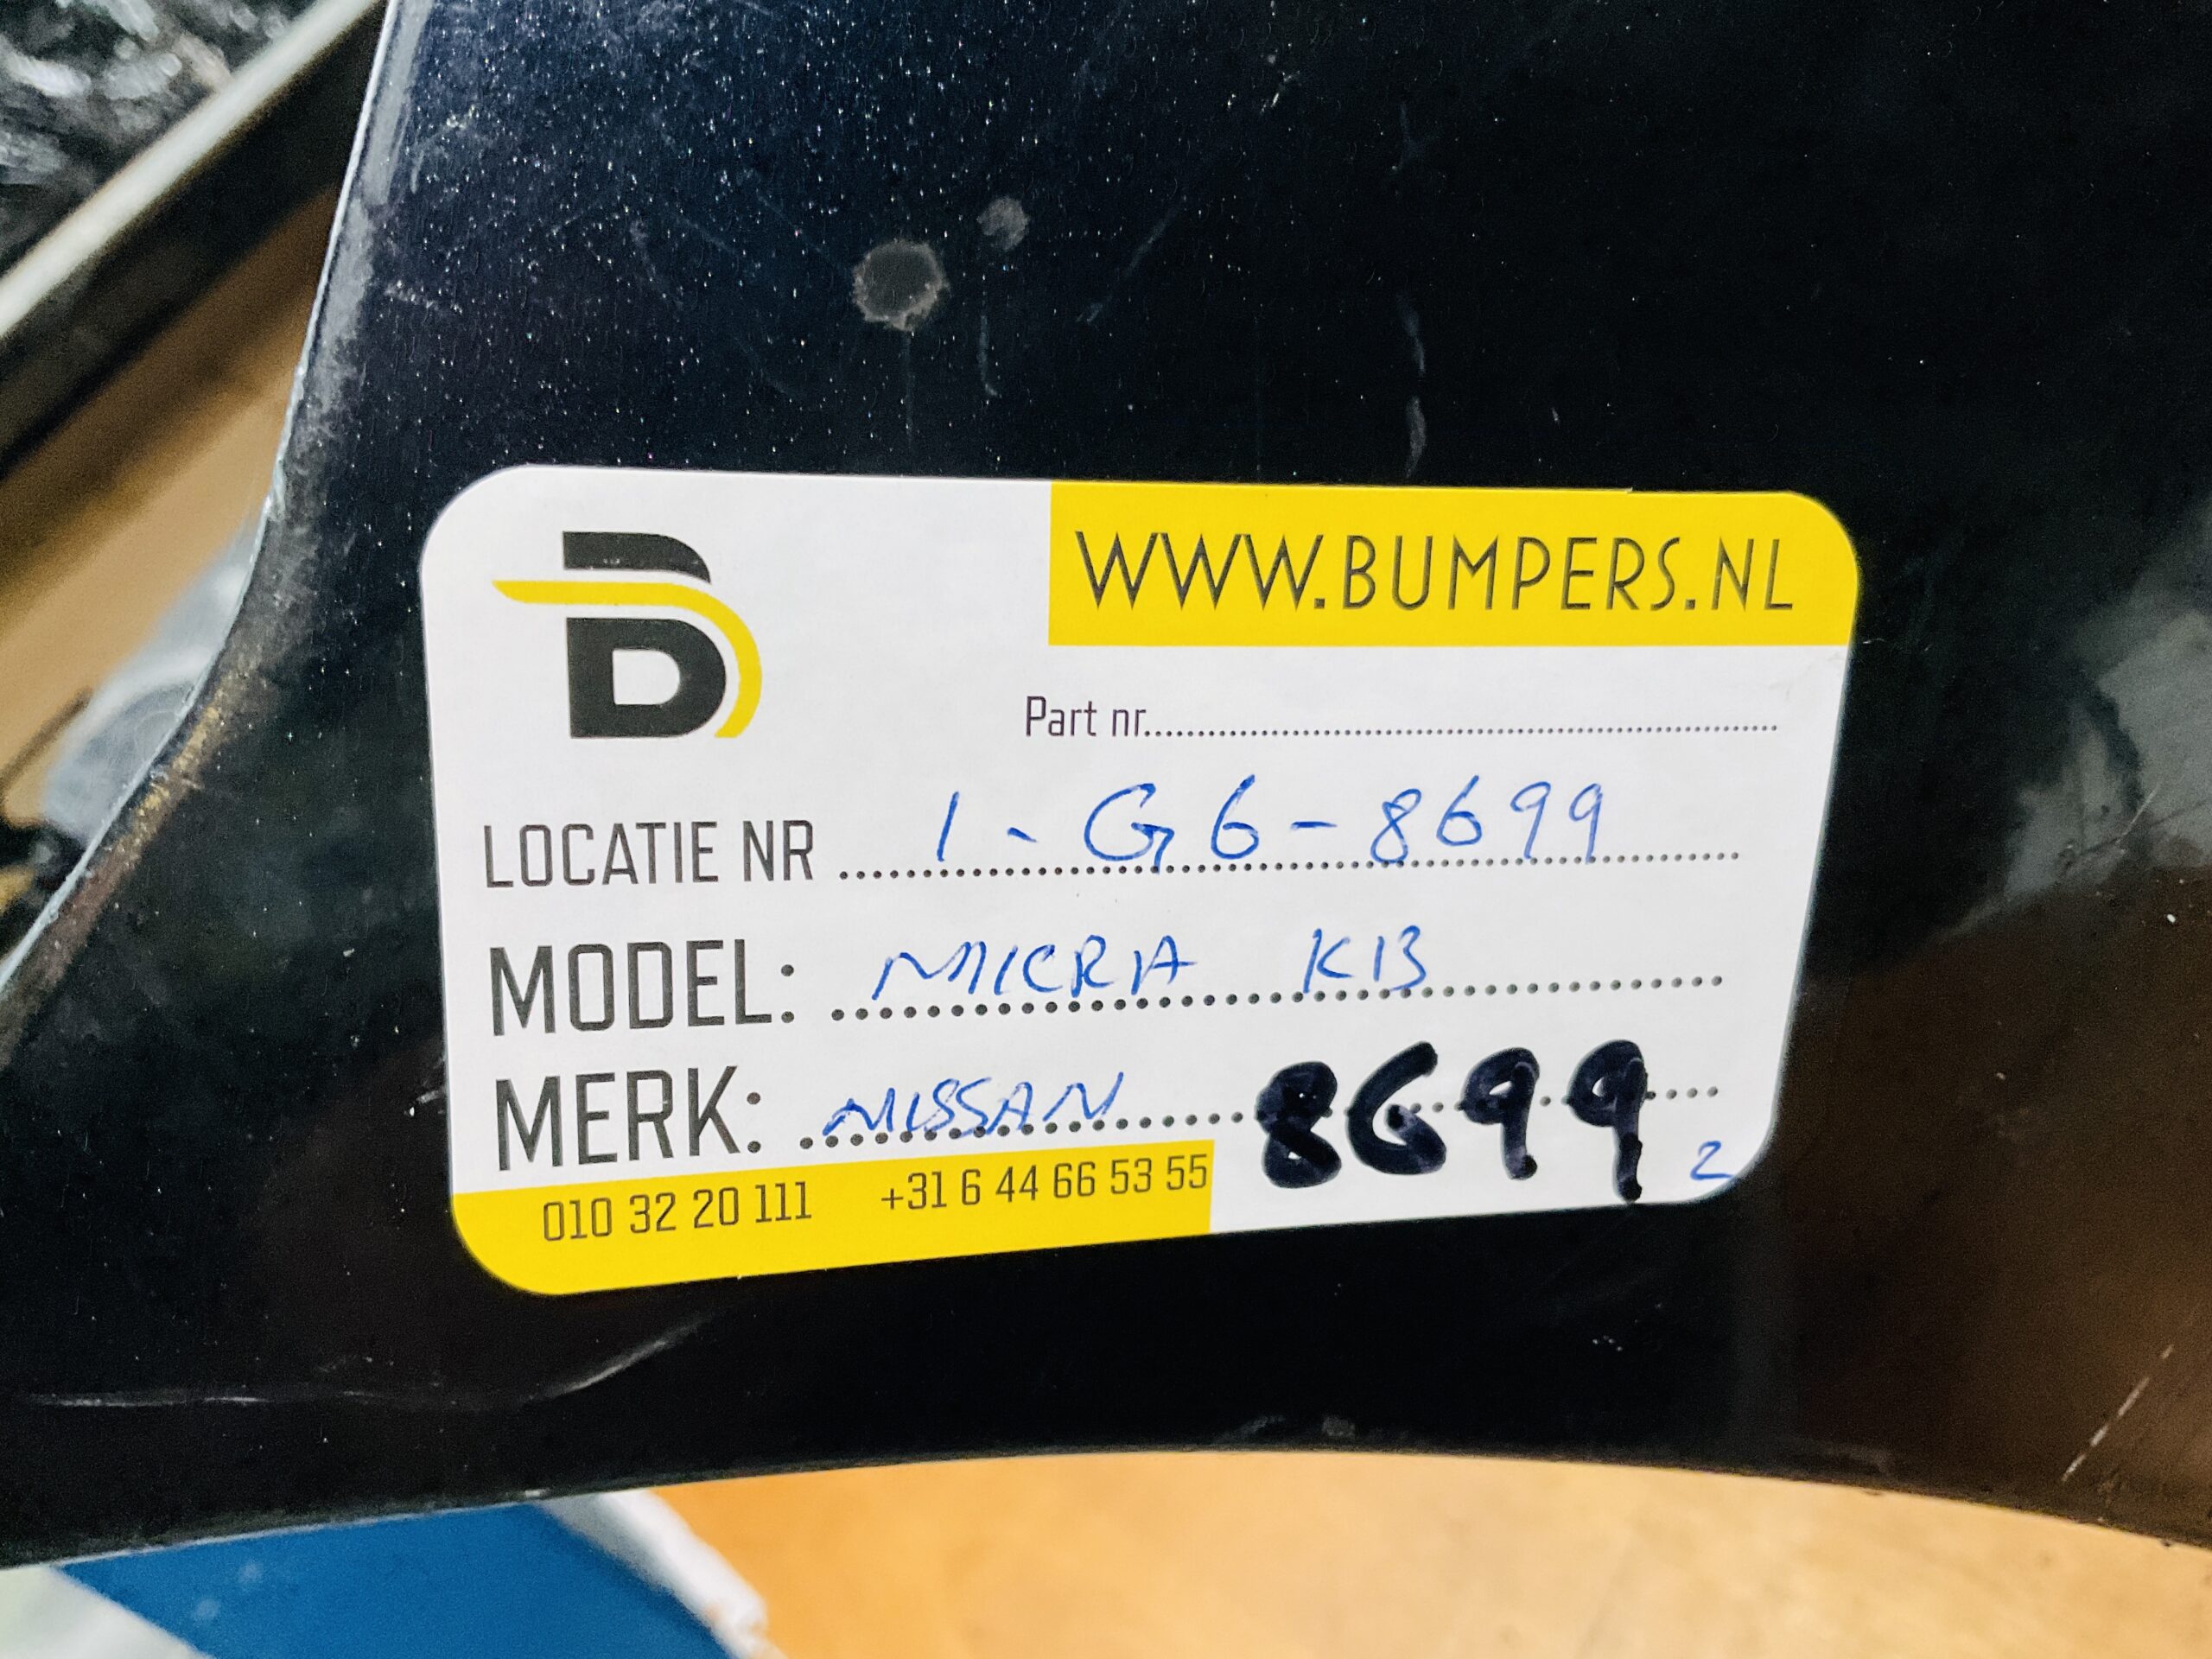 WWW.BUMPERS.NL
Part nr.
LOCATIE NR 1-G6-8699
MODEL: MICRA K13
MERK: NISSAN 8699
010 32 20 111 +31 6 44 66 53 55
2